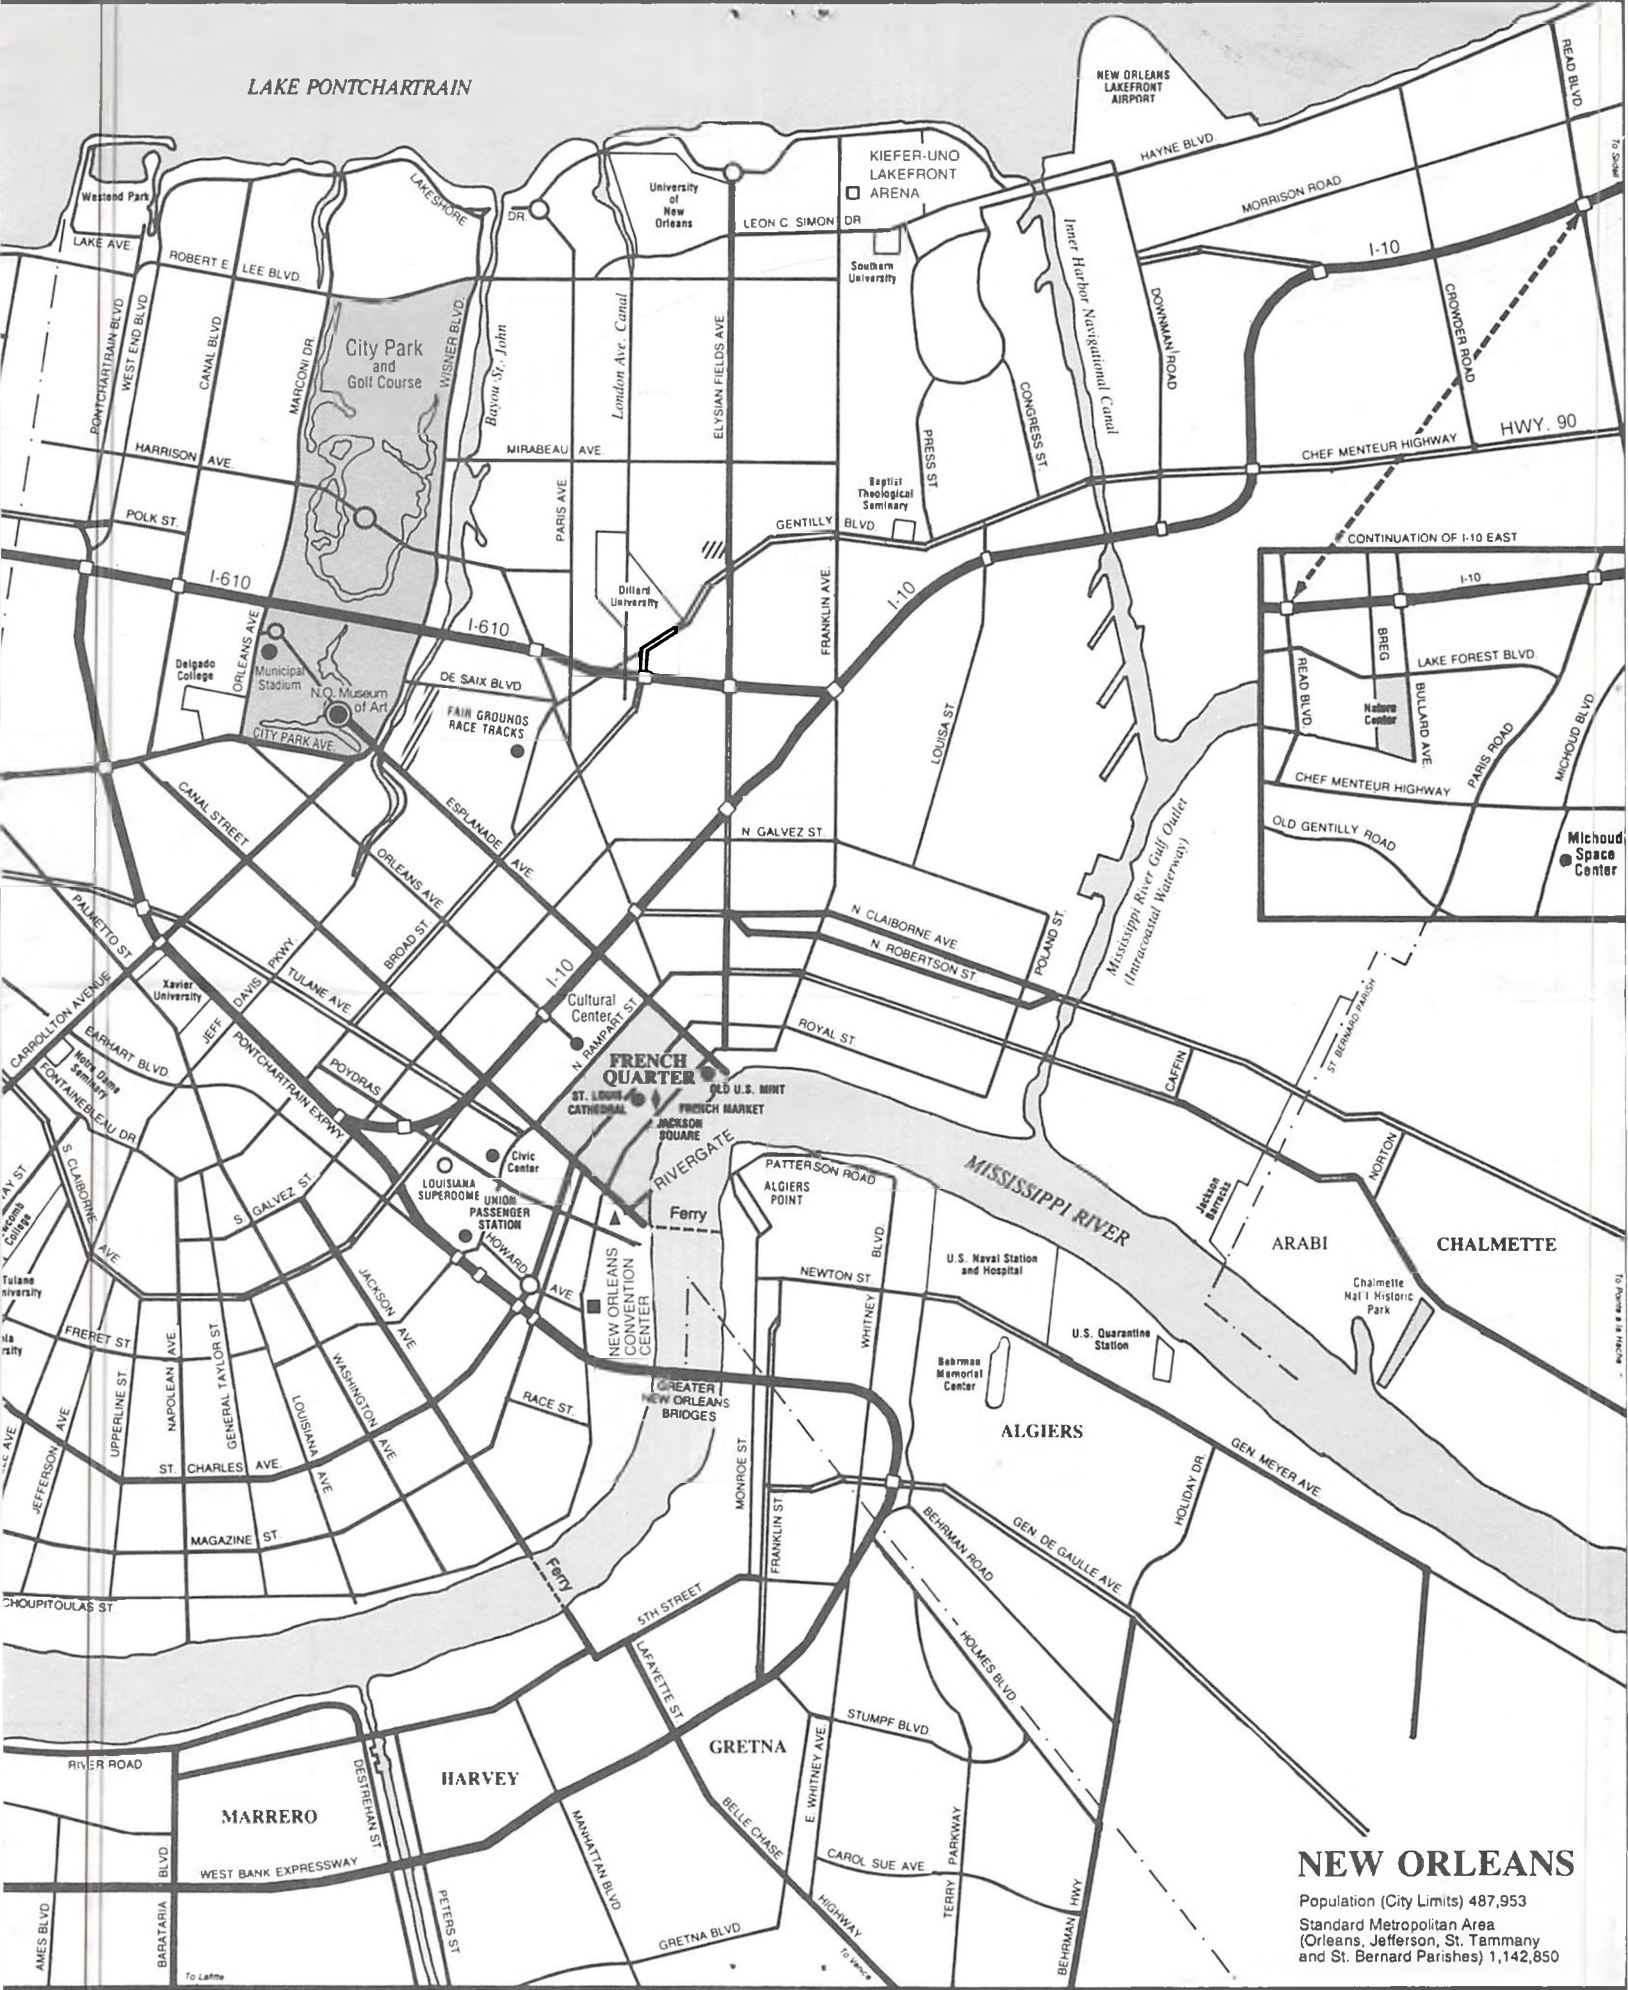 LAKE PONTCHARTRAIN
NEW ORLEANS
LAKEFRONT
AIRPORT
READ BLVD.
To Slidell
HAYNE BLVD.
MORRISON ROAD
I-10
KIEFER-UNO
LAKEFRONT
ARENA
University
of
New
Orleans
LEON C. SIMON DR
Southern
University
LAKESHORE
DR.
Westend Park
LAKE AVE.
ROBERT E. LEE BLVD.
PONTCHARTRAIN BLVD
WEST END BLVD.
CANAL BLVD.
MARCONI DR
City Park
and
Golf Course
WISNER BLVD.
Bayou St. John
London Ave. Canal
ELYSIAN FIELDS AVE.
Inner Harbor Navigational Canal
DOWNMAN ROAD
CROWDER ROAD
HWY. 90
CHEF MENTEUR HIGHWAY
CONGRESS ST.
PRESS ST.
HARRISON AVE.
MIRABEAU AVE.
PARIS AVE
Baptist
Theological
Seminary
GENTILLY BLVD.
POLK ST.
I-610
I-610
Dillard
University
FRANKLIN AVE.
I-10
CONTINUATION OF I-10 EAST
I-10
READ BLVD.
BREG
LAKE FOREST BLVD.
Nature
Center
BULLARD AVE.
PARIS ROAD
MICHOUD BLVD.
CHEF MENTEUR HIGHWAY
OLD GENTILLY ROAD
Michoud
Space
Center
ORLEANS AVE
Delgado
College
Municipal
Stadium
N.O. Museum
of Art
CITY PARK AVE.
DE SAIX BLVD
FAIR GROUNDS
RACE TRACKS
LOUISA ST.
CANAL STREET
ESPLANADE AVE.
ORLEANS AVE
BROAD ST.
N GALVEZ ST.
N CLAIBORNE AVE
N ROBERTSON ST
POLAND ST.
Mississippi River Gulf Outlet
(Intracoastal Waterway)
ST BERNARD PARISH
PALMETTO ST.
CARROLLTON AVENUE
Xavier
University
JEFF DAVIS PKWY.
TULANE AVE
I-10
Cultural
Center
N. RAMPART ST
ROYAL ST.
CAFFIN
EARHART BLVD.
Notre Dame
Seminary
FONTAINEBLEAU DR.
PONTCHARTRAIN EXPWY
POYDRAS
FRENCH
QUARTER
ST. LOUIS
CATHEDRAL
OLD U.S. MINT
FRENCH MARKET
JACKSON
SQUARE
RIVERGATE
Civic
Center
LOUISIANA
SUPERDOME
UNION
PASSENGER
STATION
HOWARD AVE.
NEW ORLEANS
CONVENTION
CENTER
Ferry
PATTERSON ROAD
ALGIERS
POINT
MISSISSIPPI RIVER
Jackson
Barracks
NORTON
ARABI
CHALMETTE
Chalmette
Nat'l Historic
Park
To Pointe a la Hache
S CLAIBORNE AVE
S. GALVEZ ST.
Tulane
FRERET ST
JACKSON AVE
WASHINGTON AVE
LOUISIANA AVE
GENERAL TAYLOR ST.
NAPOLEAN AVE
UPPERLINE ST
JEFFERSON AVE
ST. CHARLES AVE.
MAGAZINE ST.
CHOUPITOULAS ST
RACE ST.
GREATER
NEW ORLEANS
BRIDGES
NEWTON ST.
WHITNEY BLVD.
U.S. Naval Station
and Hospital
U.S. Quarantine
Station
Behrman
Memorial
Center
ALGIERS
GEN. MEYER AVE.
HOLIDAY DR.
MONROE ST
FRANKLIN ST
BEHRMAN ROAD
GEN. DE GAULLE AVE.
Ferry
5TH STREET
LAFAYETTE ST.
HOLMES BLVD.
STUMPF BLVD.
GRETNA
E. WHITNEY AVE.
BELLE CHASE HIGHWAY
To Venice
CAROL SUE AVE
TERRY PARKWAY
BEHRMAN HWY
RIVER ROAD
MARRERO
HARVEY
DESTREHAN ST.
WEST BANK EXPRESSWAY
MANHATTAN BLVD
PETERS ST
GRETNA BLVD
AMES BLVD
BARATARIA BLVD
To Lafitte
NEW ORLEANS
Population (City Limits) 487,953
Standard Metropolitan Area
(Orleans, Jefferson, St. Tammany
and St. Bernard Parishes) 1,142,850